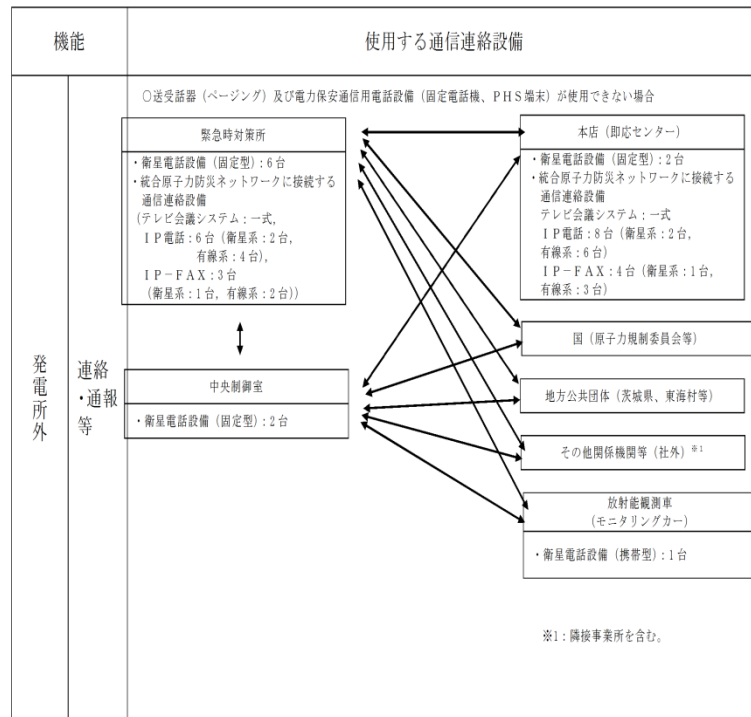 機能
使用する通信連絡設備
発電所外
連絡・通報等
○送受話器（ページング）及び電力保安通信用電話設備（固定電話機、ＰＨＳ端末）が使用できない場合
緊急時対策所
・衛星電話設備（固定型）：6台
・統合原子力防災ネットワークに接続する
通信連絡設備
（テレビ会議システム：一式，
ＩＰ電話：6台（衛星系：2台，
有線系：4台），
ＩＰ－ＦＡＸ：3台
（衛星系：1台，有線系：2台））
中央制御室
・衛星電話設備（固定型）：2台
本店（即応センター）
・衛星電話設備（固定型）：2台
・統合原子力防災ネットワークに接続する
通信連絡設備
テレビ会議システム：一式
ＩＰ電話：8台（衛星系：2台，
有線系：6台）
ＩＰ－ＦＡＸ：4台（衛星系：1台，
有線系：3台）
国（原子力規制委員会等）
地方公共団体（茨城県、東海村等）
その他関係機関等（社外）※1
放射能観測車
（モニタリングカー）
・衛星電話設備（携帯型）：1台
※1：隣接事業所を含む。